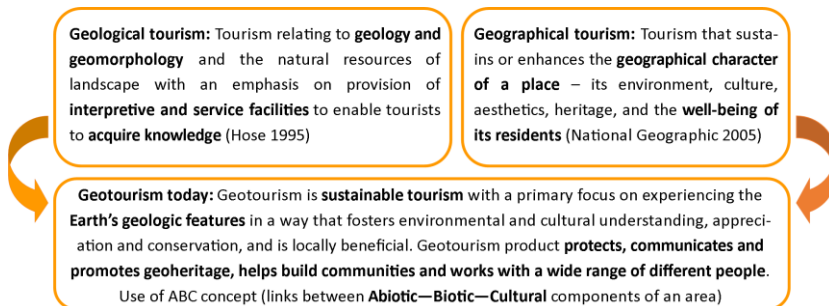 Geological tourism: Tourism relating to geology and
geomorphology and the natural resources of
landscape with an emphasis on provision of
interpretive and service facilities to enable tourists
to acquire knowledge (Hose 1995)
Geographical tourism: Tourism that susta-
ins or enhances the geographical character
of a place – its environment, culture,
aesthetics, heritage, and the well-being of
its residents (National Geographic 2005)
Geotourism today: Geotourism is sustainable tourism with a primary focus on experiencing the
Earth's geologic features in a way that fosters environmental and cultural understanding, appreci-
ation and conservation, and is locally beneficial. Geotourism product protects, communicates and
promotes geoheritage, helps build communities and works with a wide range of different people.
Use of ABC concept (links between Abiotic—Biotic—Cultural components of an area)